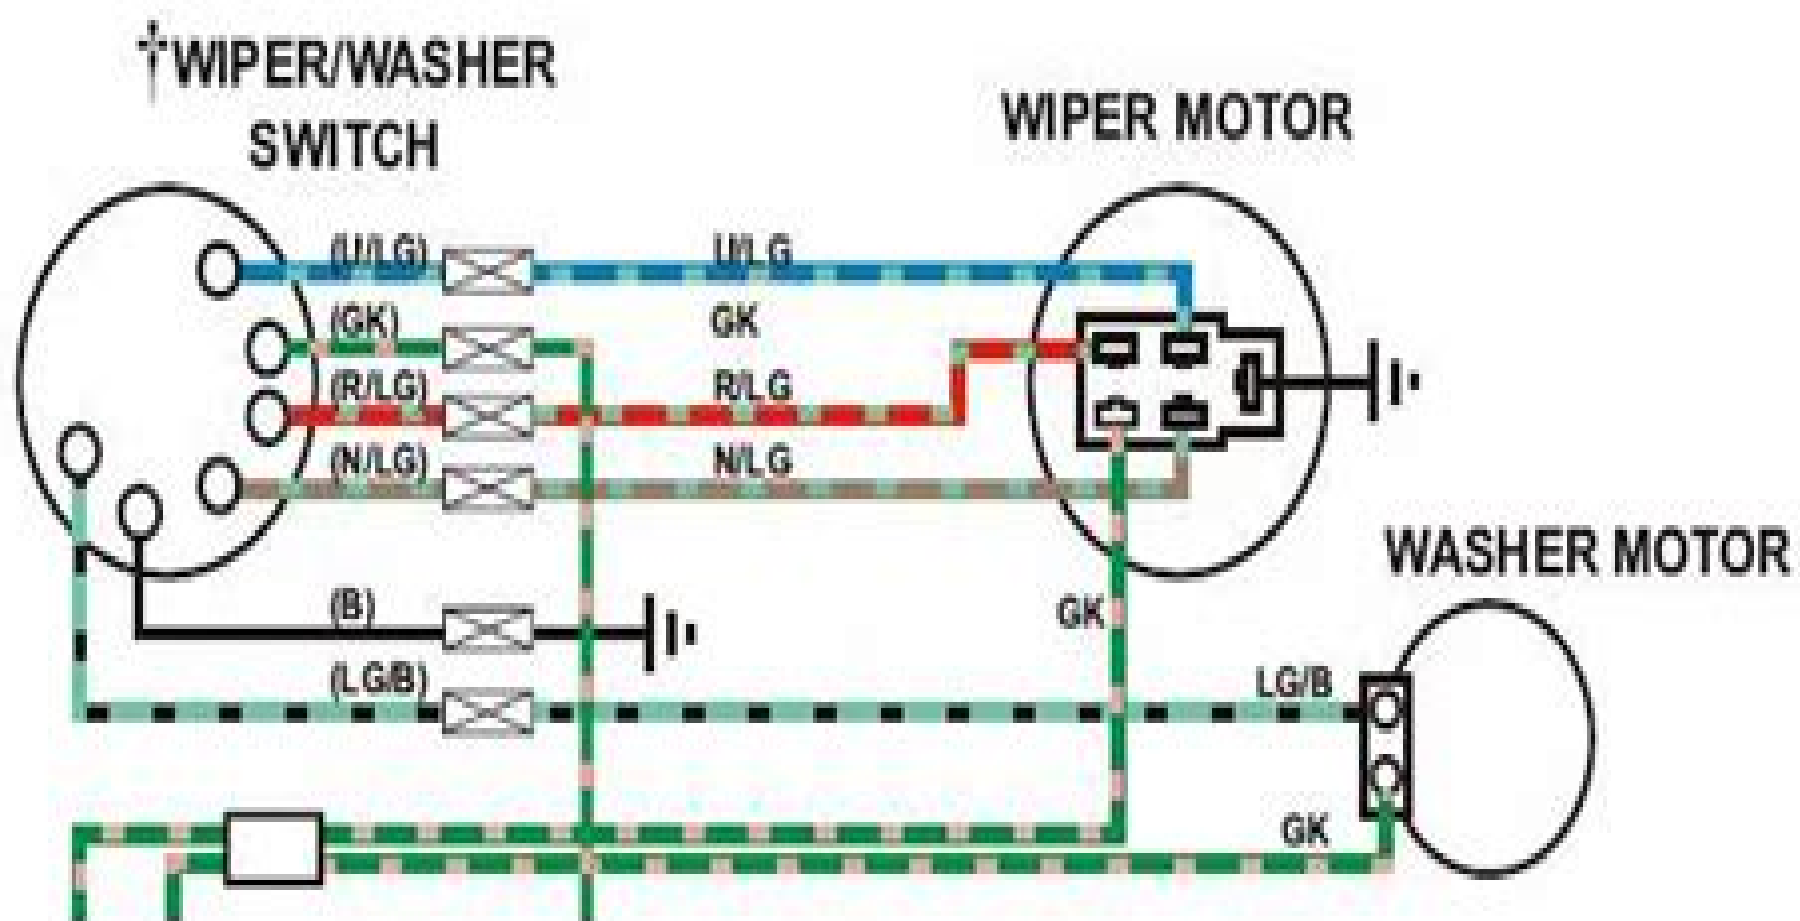 †WIPER/WASHER
SWITCH
WIPER MOTOR
(U/LG)
U/LG
(GK)
GK
(R/LG)
R/LG
(N/LG)
N/LG
WASHER MOTOR
(B)
GK
(LG/B)
LG/B
GK